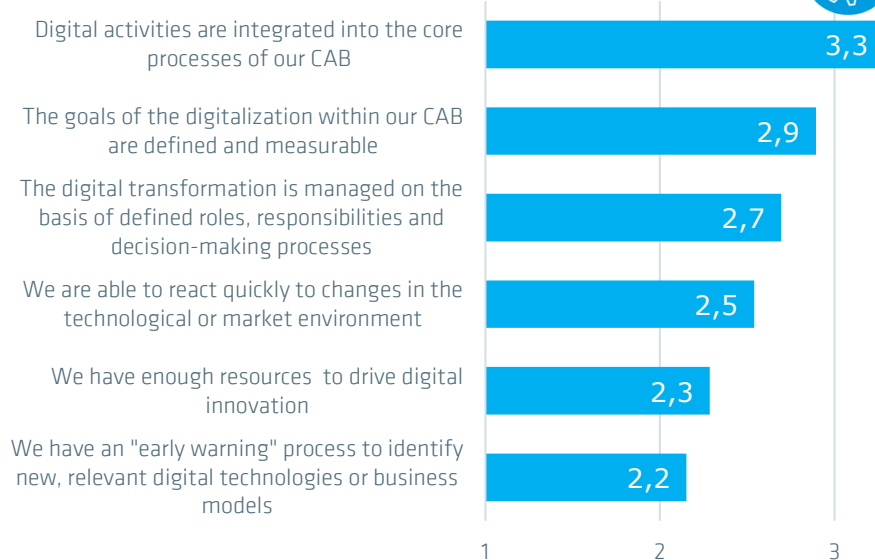 Digital activities are integrated into the core
processes of our CAB
3,3
The goals of the digitalization within our CAB
are defined and measurable
2,9
The digital transformation is managed on the
basis of defined roles, responsibilities and
decision-making processes
2,7
We are able to react quickly to changes in the
technological or market environment
2,5
We have enough resources to drive digital
innovation
2,3
We have an "early warning" process to identify
new, relevant digital technologies or business
models
2,2
1
2
3